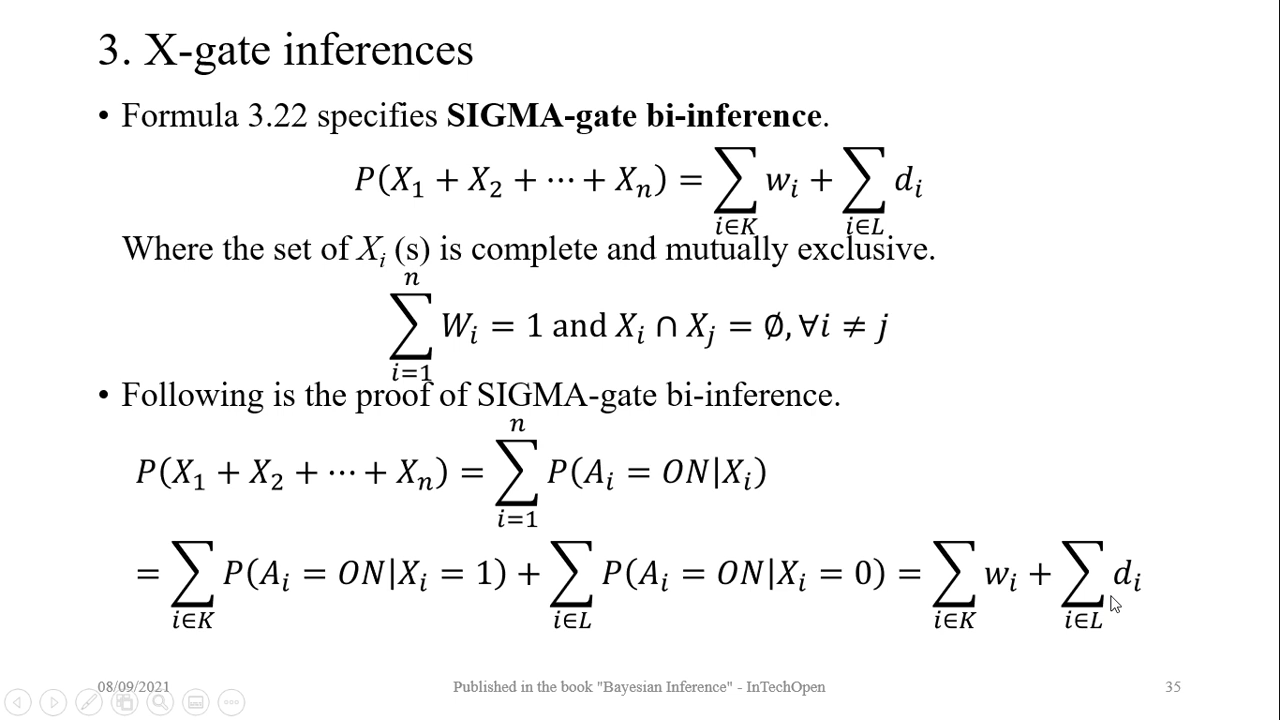 3. X-gate inferences
• Formula 3.22 specifies SIGMA-gate bi-inference.
P(X₁ + X₂ + ⋯ + Xₙ) = ∑_{i∈K} wᵢ + ∑_{i∈L} dᵢ
Where the set of Xᵢ (s) is complete and mutually exclusive.
∑_{i=1}^{n} Wᵢ = 1 and Xᵢ ∩ Xⱼ = ∅, ∀i ≠ j
• Following is the proof of SIGMA-gate bi-inference.
P(X₁ + X₂ + ⋯ + Xₙ) = ∑_{i=1}^{n} P(Aᵢ = ON|Xᵢ)
= ∑_{i∈K} P(Aᵢ = ON|Xᵢ = 1) + ∑_{i∈L} P(Aᵢ = ON|Xᵢ = 0) = ∑_{i∈K} wᵢ + ∑_{i∈L} dᵢ
08/09/2021 Published in the book "Bayesian Inference" - InTechOpen 35